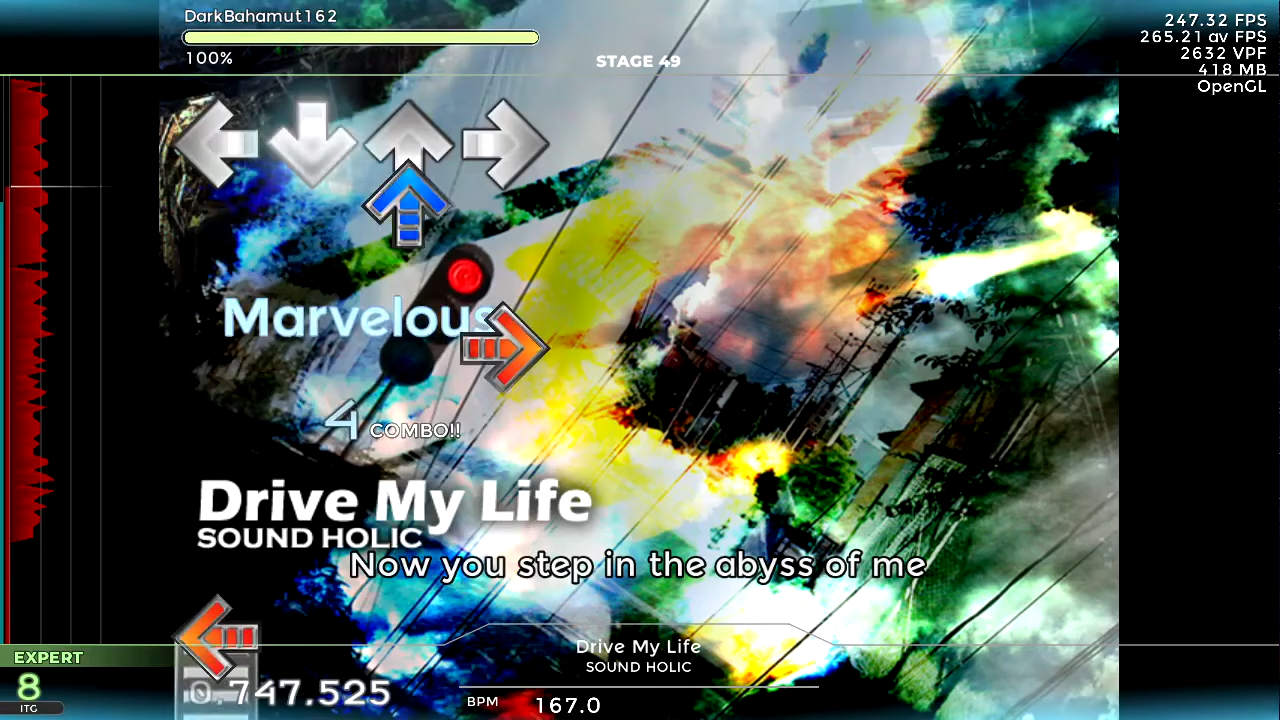 DarkBahamut162
100%
STAGE 49
247.32 FPS
265.21 av FPS
2632 VPF
418 MB
OpenGL
Marvelous
4 COMBO!!
Drive My Life
SOUND HOLIC
Now you step in the abyss of me
Drive My Life
SOUND HOLIC
EXPERT
8
ITG
0.747.525
BPM 167.0